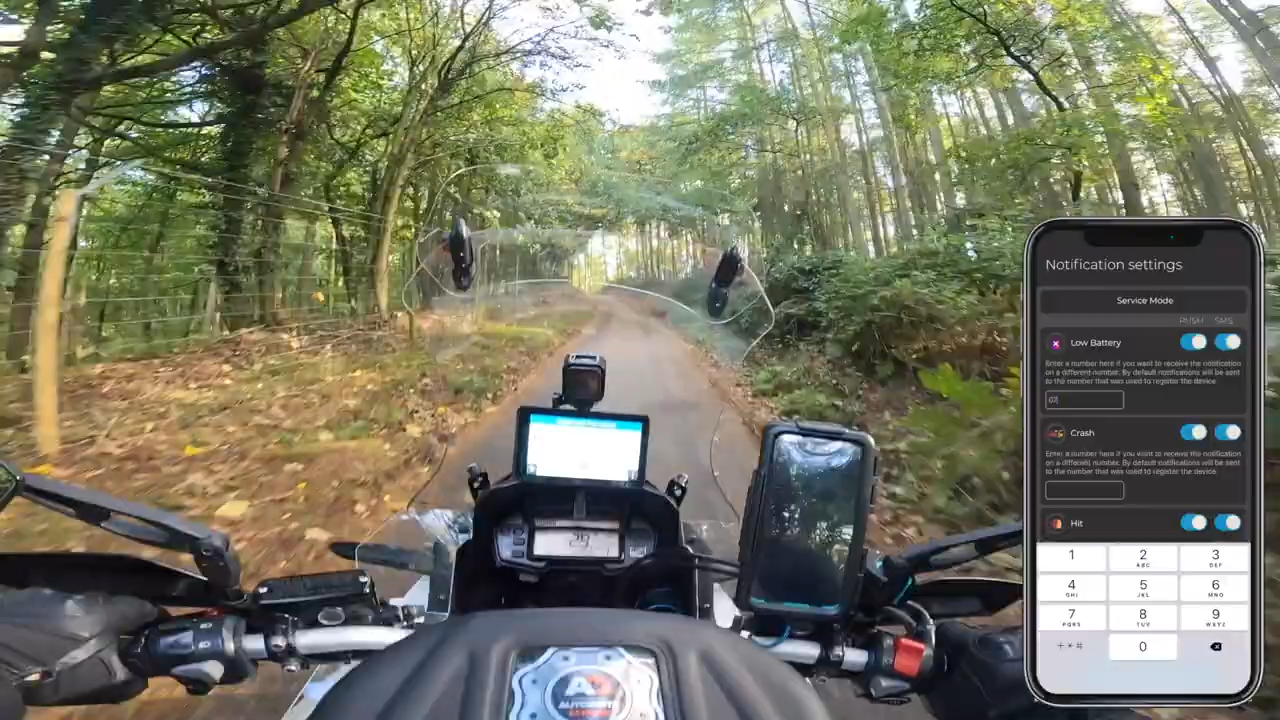 Notification settings
Service Mode
PUSH SMS
Low Battery
Enter a number here if you want to receive the notification
on a different number. By default notifications will be sent
to the number that was used to register the device.
07
Crash
Enter a number here if you want to receive the notification
on a different number. By default notifications will be sent
to the number that was used to register the device.
Hit
1 2 3
ABC DEF
4 5 6
GHI JKL MNO
7 8 9
PQRS TUV WXYZ
+ * # 0
29